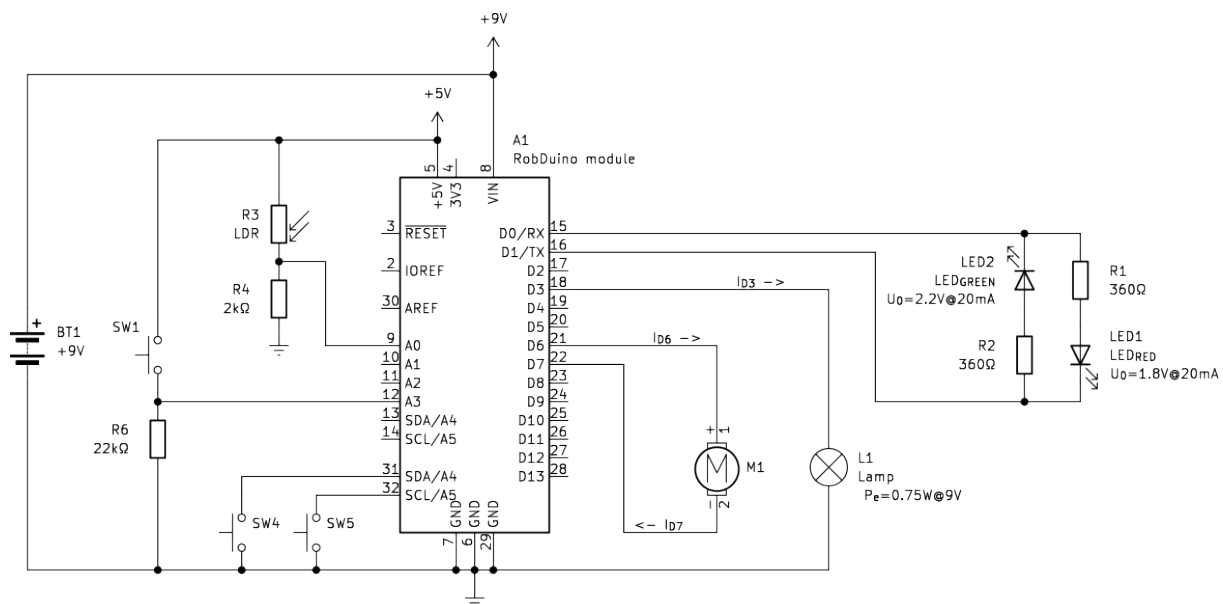 +9V
+5V
A1
RobDuino module
5
4
8
+5V
3V3
VIN
R3
LDR
R4
2kΩ
SW1
BT1
+9V
+
R6
22kΩ
SW4
SW5
3
RESET
2
IOREF
30
AREF
9
A0
10
A1
11
A2
12
A3
13
SDA/A4
14
SCL/A5
31
SDA/A4
32
SCL/A5
D0/RX
15
D1/TX
16
D2
17
D3
18
D4
19
D5
20
D6
21
D7
22
D8
23
D9
24
D10
25
D11
26
D12
27
D13
28
GND
GND
GND
7
6
29
ID3 ->
ID6 ->
<- ID7
+
1
M
M1
-
2
L1
Lamp
Pe=0.75W@9V
LED2
LEDGREEN
U0=2.2V@20mA
R2
360Ω
R1
360Ω
LED1
LEDRED
U0=1.8V@20mA